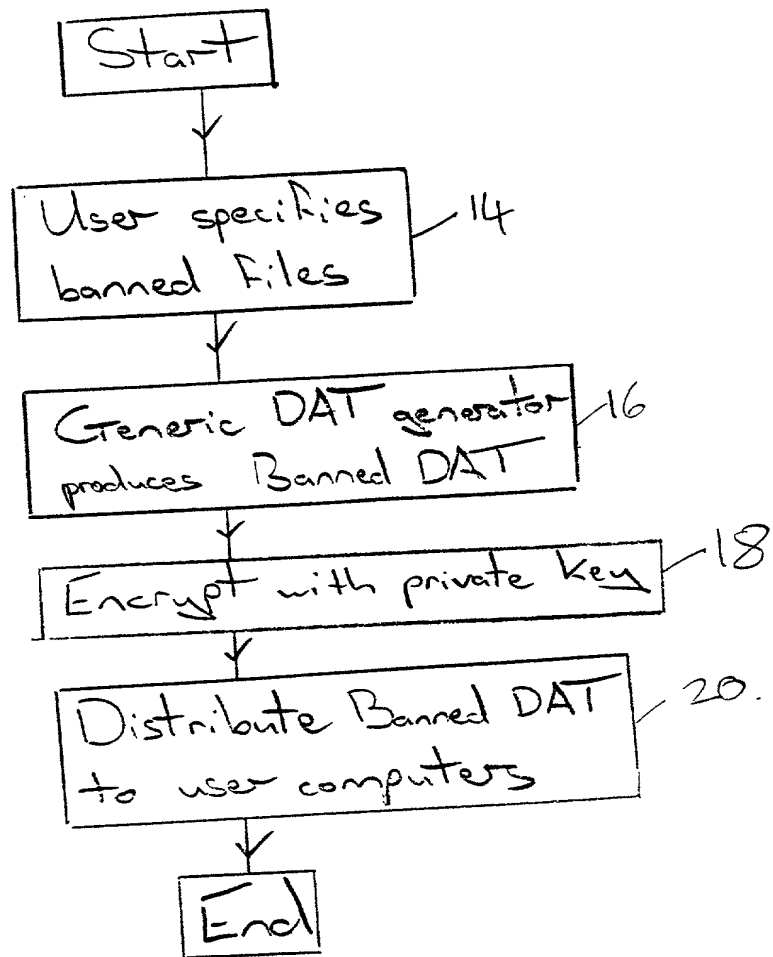 Start
User specifies
banned files
14
Generic DAT generator
produces Banned DAT
16
Encrypt with private key
18
Distribute Banned DAT
to user computers
20.
End